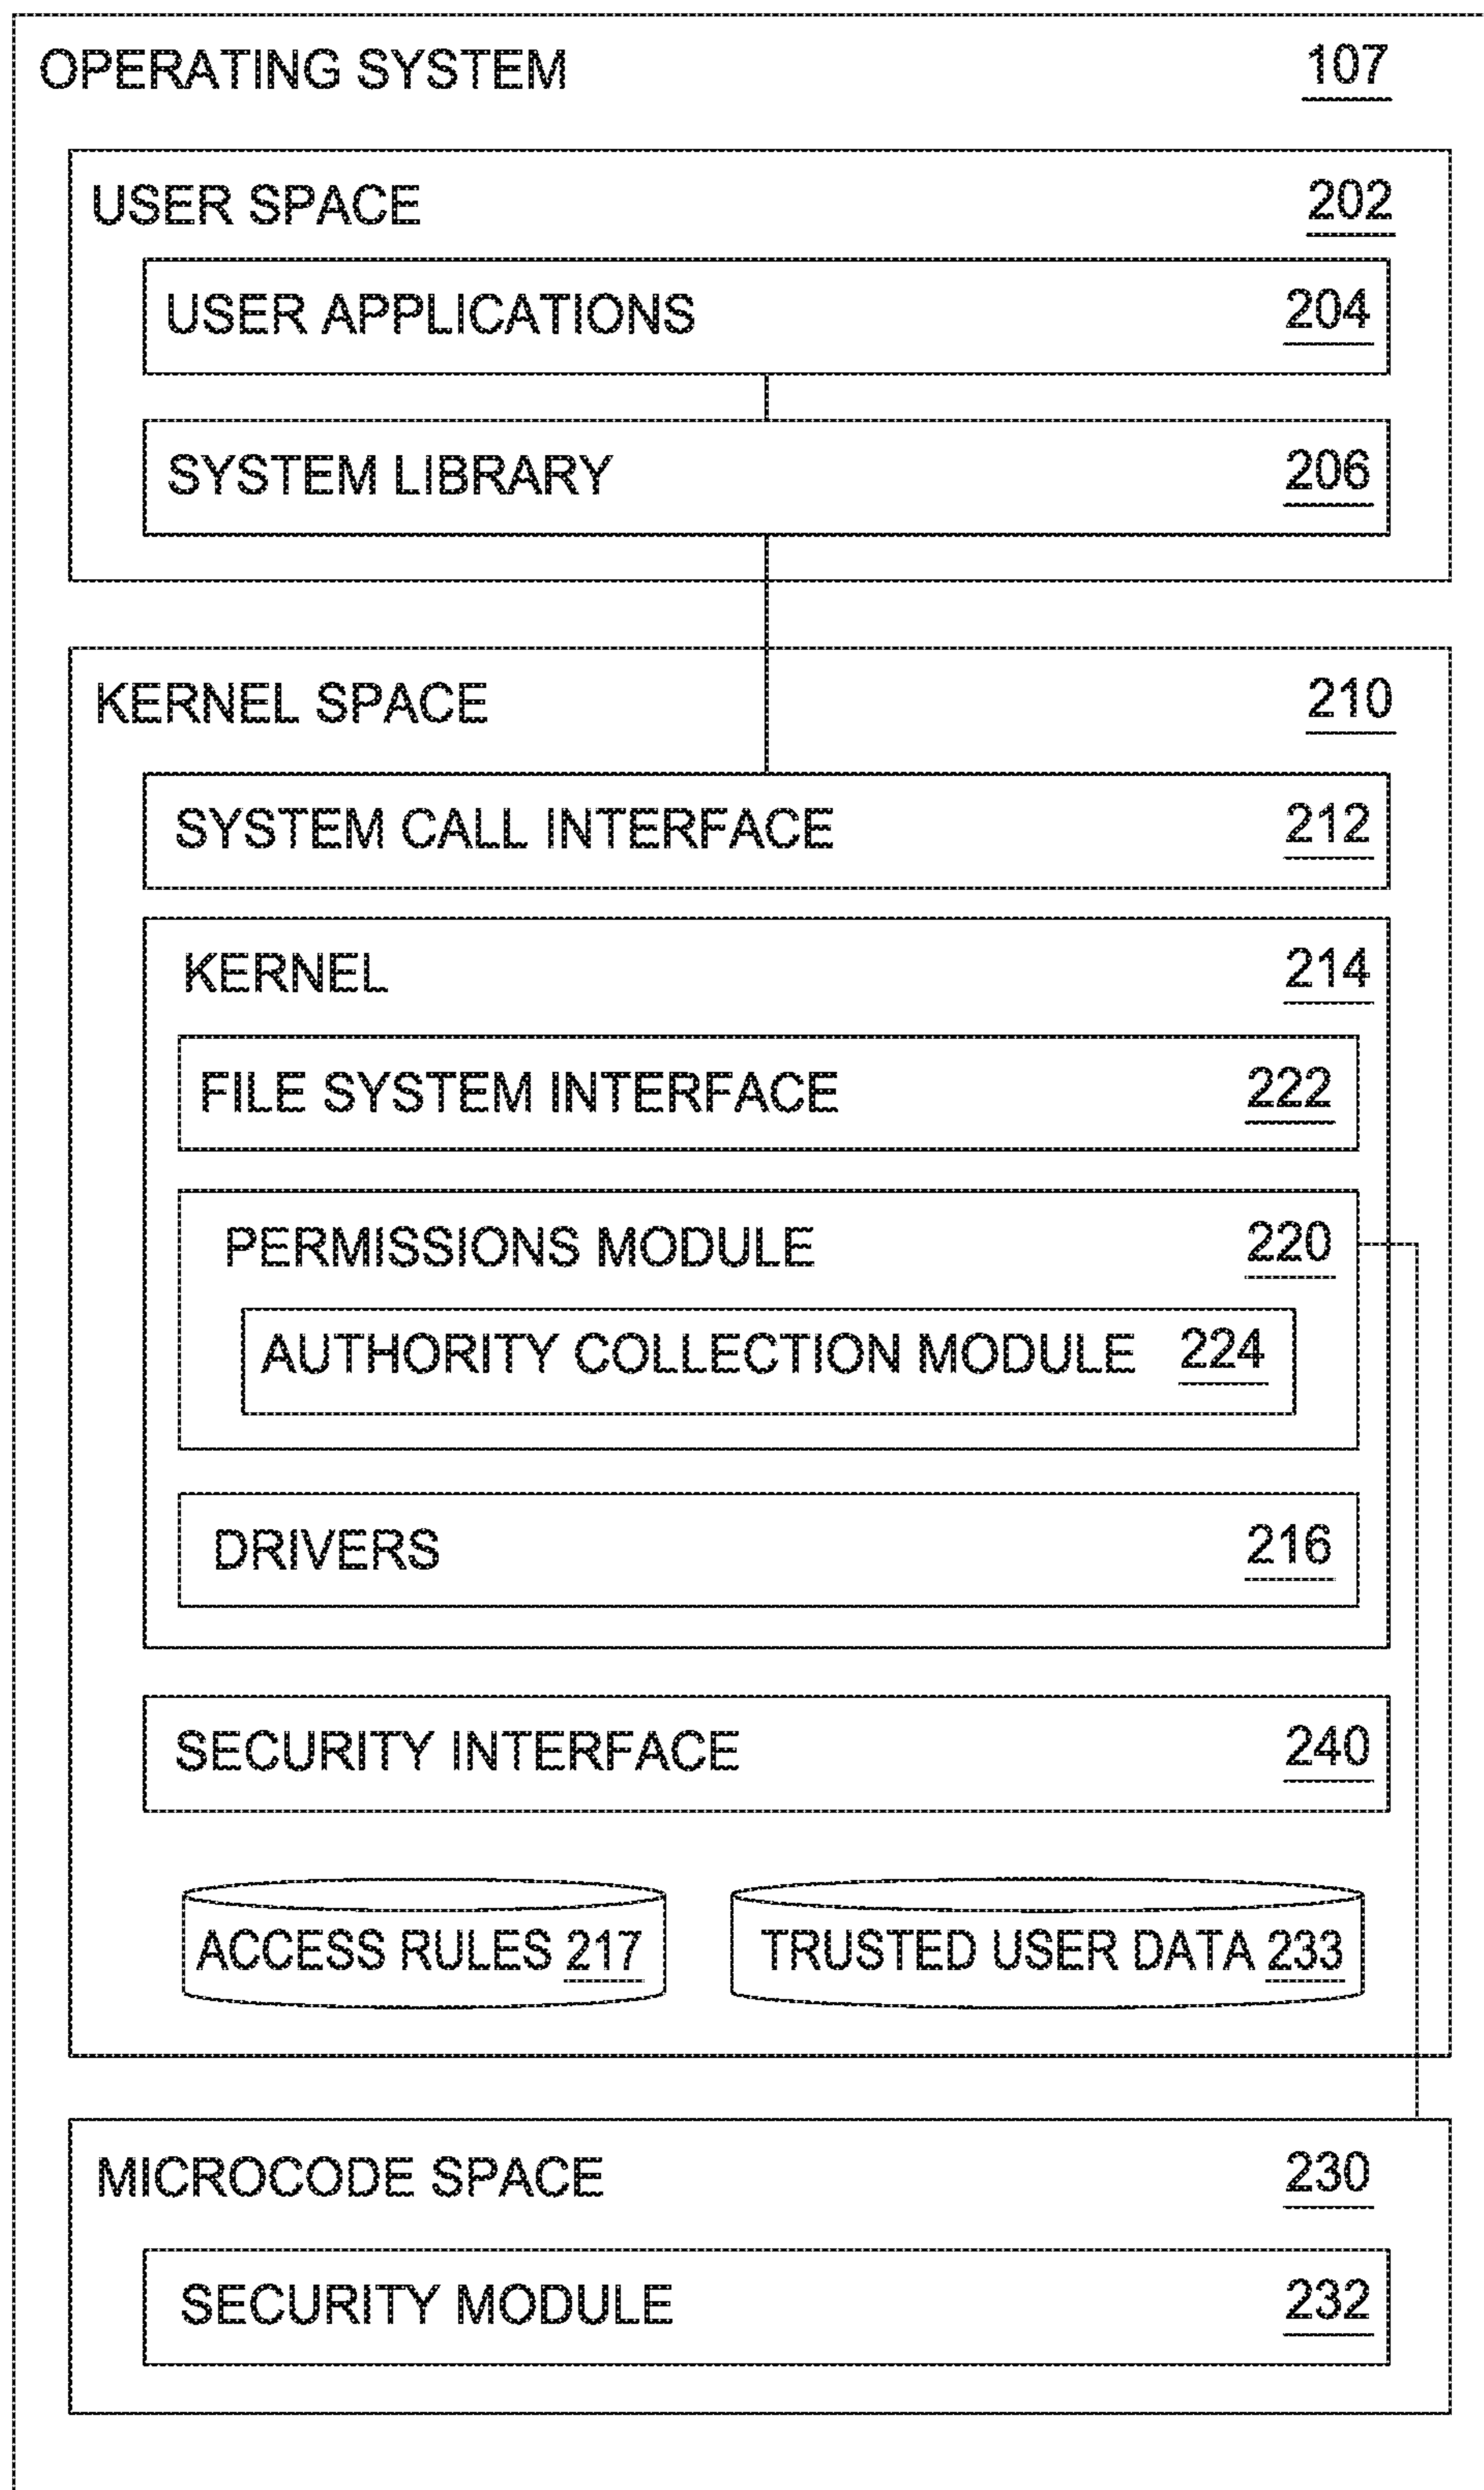 OPERATING SYSTEM 107
USER SPACE 202
USER APPLICATIONS 204
SYSTEM LIBRARY 206
KERNEL SPACE 210
SYSTEM CALL INTERFACE 212
KERNEL 214
FILE SYSTEM INTERFACE 222
PERMISSIONS MODULE 220
AUTHORITY COLLECTION MODULE 224
DRIVERS 216
SECURITY INTERFACE 240
ACCESS RULES 217
TRUSTED USER DATA 233
MICROCODE SPACE 230
SECURITY MODULE 232